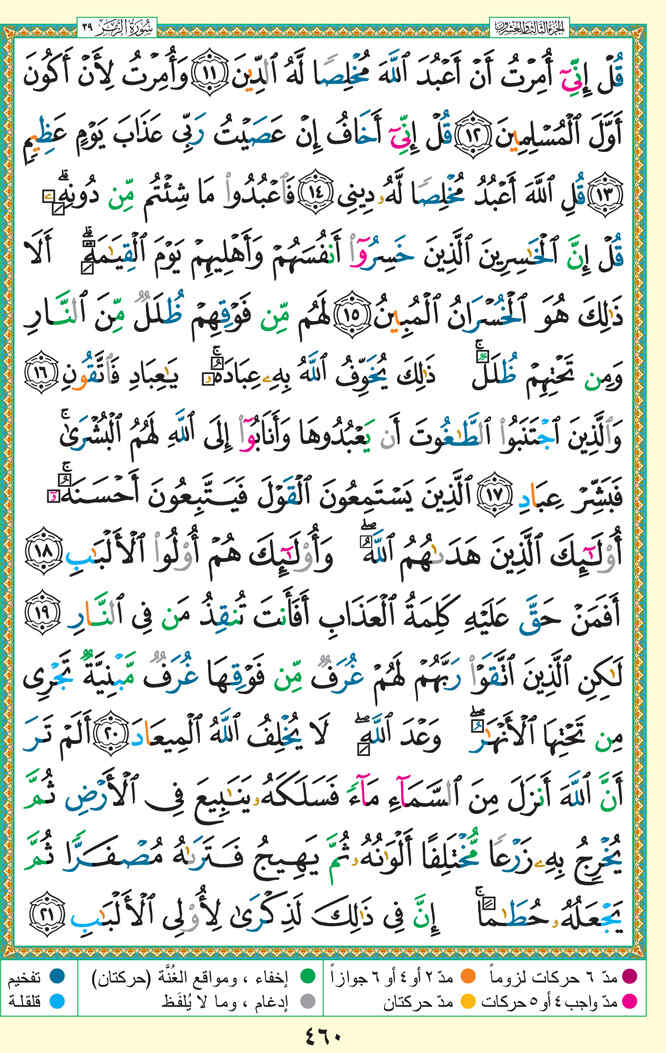 الجزء الثالث والعشرون
سُورَةُ الزُّمَر ٣٩
قُلْ إِنِّيٓ أُمِرْتُ أَنْ أَعْبُدَ ٱللَّهَ مُخْلِصًا لَّهُ ٱلدِّينَ ١١ وَأُمِرْتُ لِأَنْ أَكُونَ
أَوَّلَ ٱلْمُسْلِمِينَ ١٢ قُلْ إِنِّيٓ أَخَافُ إِنْ عَصَيْتُ رَبِّي عَذَابَ يَوْمٍ عَظِيمٍ
١٣ قُلِ ٱللَّهَ أَعْبُدُ مُخْلِصًا لَّهُۥ دِينِي ١٤ فَٱعْبُدُوا۟ مَا شِئْتُم مِّن دُونِهِۦۗ
قُلْ إِنَّ ٱلْخَٰسِرِينَ ٱلَّذِينَ خَسِرُوٓا۟ أَنفُسَهُمْ وَأَهْلِيهِمْ يَوْمَ ٱلْقِيَٰمَةِۗ أَلَا
ذَٰلِكَ هُوَ ٱلْخُسْرَانُ ٱلْمُبِينُ ١٥ لَهُم مِّن فَوْقِهِمْ ظُلَلٌ مِّنَ ٱلنَّارِ
وَمِن تَحْتِهِمْ ظُلَلٌۚ ذَٰلِكَ يُخَوِّفُ ٱللَّهُ بِهِۦ عِبَادَهُۥۚ يَٰعِبَادِ فَٱتَّقُونِ ١٦
وَٱلَّذِينَ ٱجْتَنَبُوا۟ ٱلطَّٰغُوتَ أَن يَعْبُدُوهَا وَأَنَابُوٓا۟ إِلَى ٱللَّهِ لَهُمُ ٱلْبُشْرَىٰۚ
فَبَشِّرْ عِبَادِ ١٧ ٱلَّذِينَ يَسْتَمِعُونَ ٱلْقَوْلَ فَيَتَّبِعُونَ أَحْسَنَهُۥٓۚ
أُو۟لَٰٓئِكَ ٱلَّذِينَ هَدَىٰهُمُ ٱللَّهُۖ وَأُو۟لَٰٓئِكَ هُمْ أُو۟لُوا۟ ٱلْأَلْبَٰبِ ١٨
أَفَمَنْ حَقَّ عَلَيْهِ كَلِمَةُ ٱلْعَذَابِ أَفَأَنتَ تُنقِذُ مَن فِي ٱلنَّارِ ١٩
لَٰكِنِ ٱلَّذِينَ ٱتَّقَوْا۟ رَبَّهُمْ لَهُمْ غُرَفٌ مِّن فَوْقِهَا غُرَفٌ مَّبْنِيَّةٌ تَجْرِي
مِن تَحْتِهَا ٱلْأَنْهَٰرُۖ وَعْدَ ٱللَّهِۖ لَا يُخْلِفُ ٱللَّهُ ٱلْمِيعَادَ ٢٠ أَلَمْ تَرَ
أَنَّ ٱللَّهَ أَنزَلَ مِنَ ٱلسَّمَآءِ مَآءً فَسَلَكَهُۥ يَنَٰبِيعَ فِي ٱلْأَرْضِ ثُمَّ
يُخْرِجُ بِهِۦ زَرْعًا مُّخْتَلِفًا أَلْوَٰنُهُۥ ثُمَّ يَهِيجُ فَتَرَىٰهُ مُصْفَرًّا ثُمَّ
يَجْعَلُهُۥ حُطَٰمًاۚ إِنَّ فِي ذَٰلِكَ لَذِكْرَىٰ لِأُو۟لِي ٱلْأَلْبَٰبِ ٢١
مدّ ٦ حركات لزوماً مدّ ٢ أو ٤ أو ٦ جوازاً إخفاء ، ومواقع الغُنَّة (حركتان) تفخيم
مدّ واجب ٤ أو ٥ حركات مدّ حركتان إدغام ، وما لا يُلفَظ قلقلة
٤٦٠